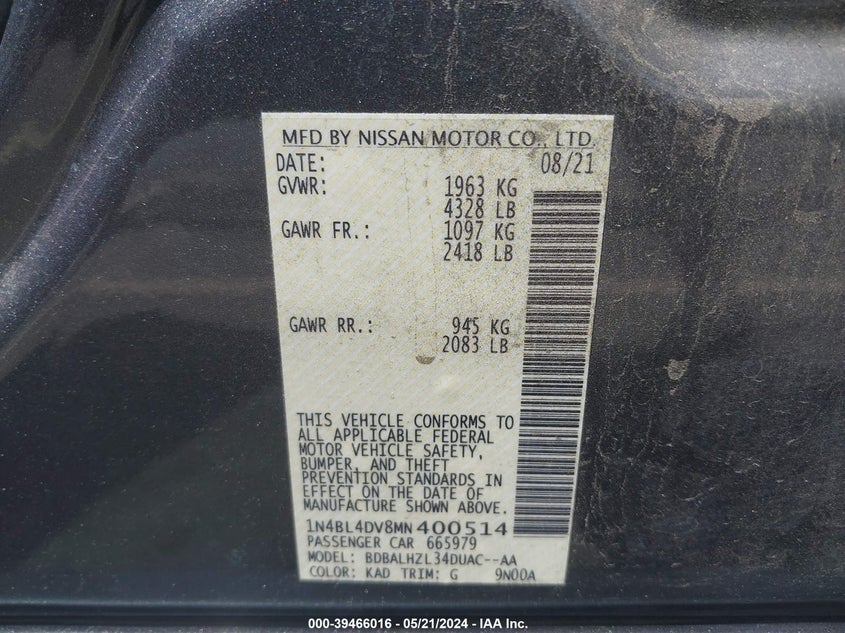 MFD BY NISSAN MOTOR CO., LTD.
DATE: 08/21
GVWR: 1963 KG
4328 LB
GAWR FR.: 1097 KG
2418 LB
GAWR RR.: 945 KG
2083 LB
THIS VEHICLE CONFORMS TO
ALL APPLICABLE FEDERAL
MOTOR VEHICLE SAFETY,
BUMPER, AND THEFT
PREVENTION STANDARDS IN
EFFECT ON THE DATE OF
MANUFACTURE SHOWN ABOVE.
1N4BL4DV8MN400514
PASSENGER CAR 665979
MODEL: BDBALHZL34DUAC--AA
COLOR: KAD TRIM: G 9N00A
000-39466016 - 05/21/2024 - IAA Inc.